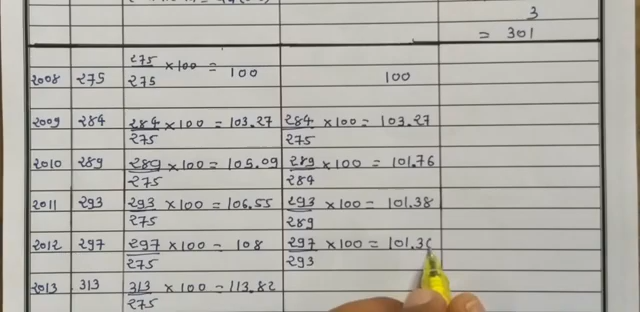 3
= 301
2008 275 275/275 ×100 = 100 100
2009 284 284/275 ×100 = 103.27 284/275 ×100 = 103.27
2010 289 289/275 ×100 = 105.09 289/284 ×100 = 101.76
2011 293 293/275 ×100 = 106.55 293/289 ×100 = 101.38
2012 297 297/275 ×100 = 108 297/293 ×100 = 101.3
2013 313 313/275 ×100 = 113.82